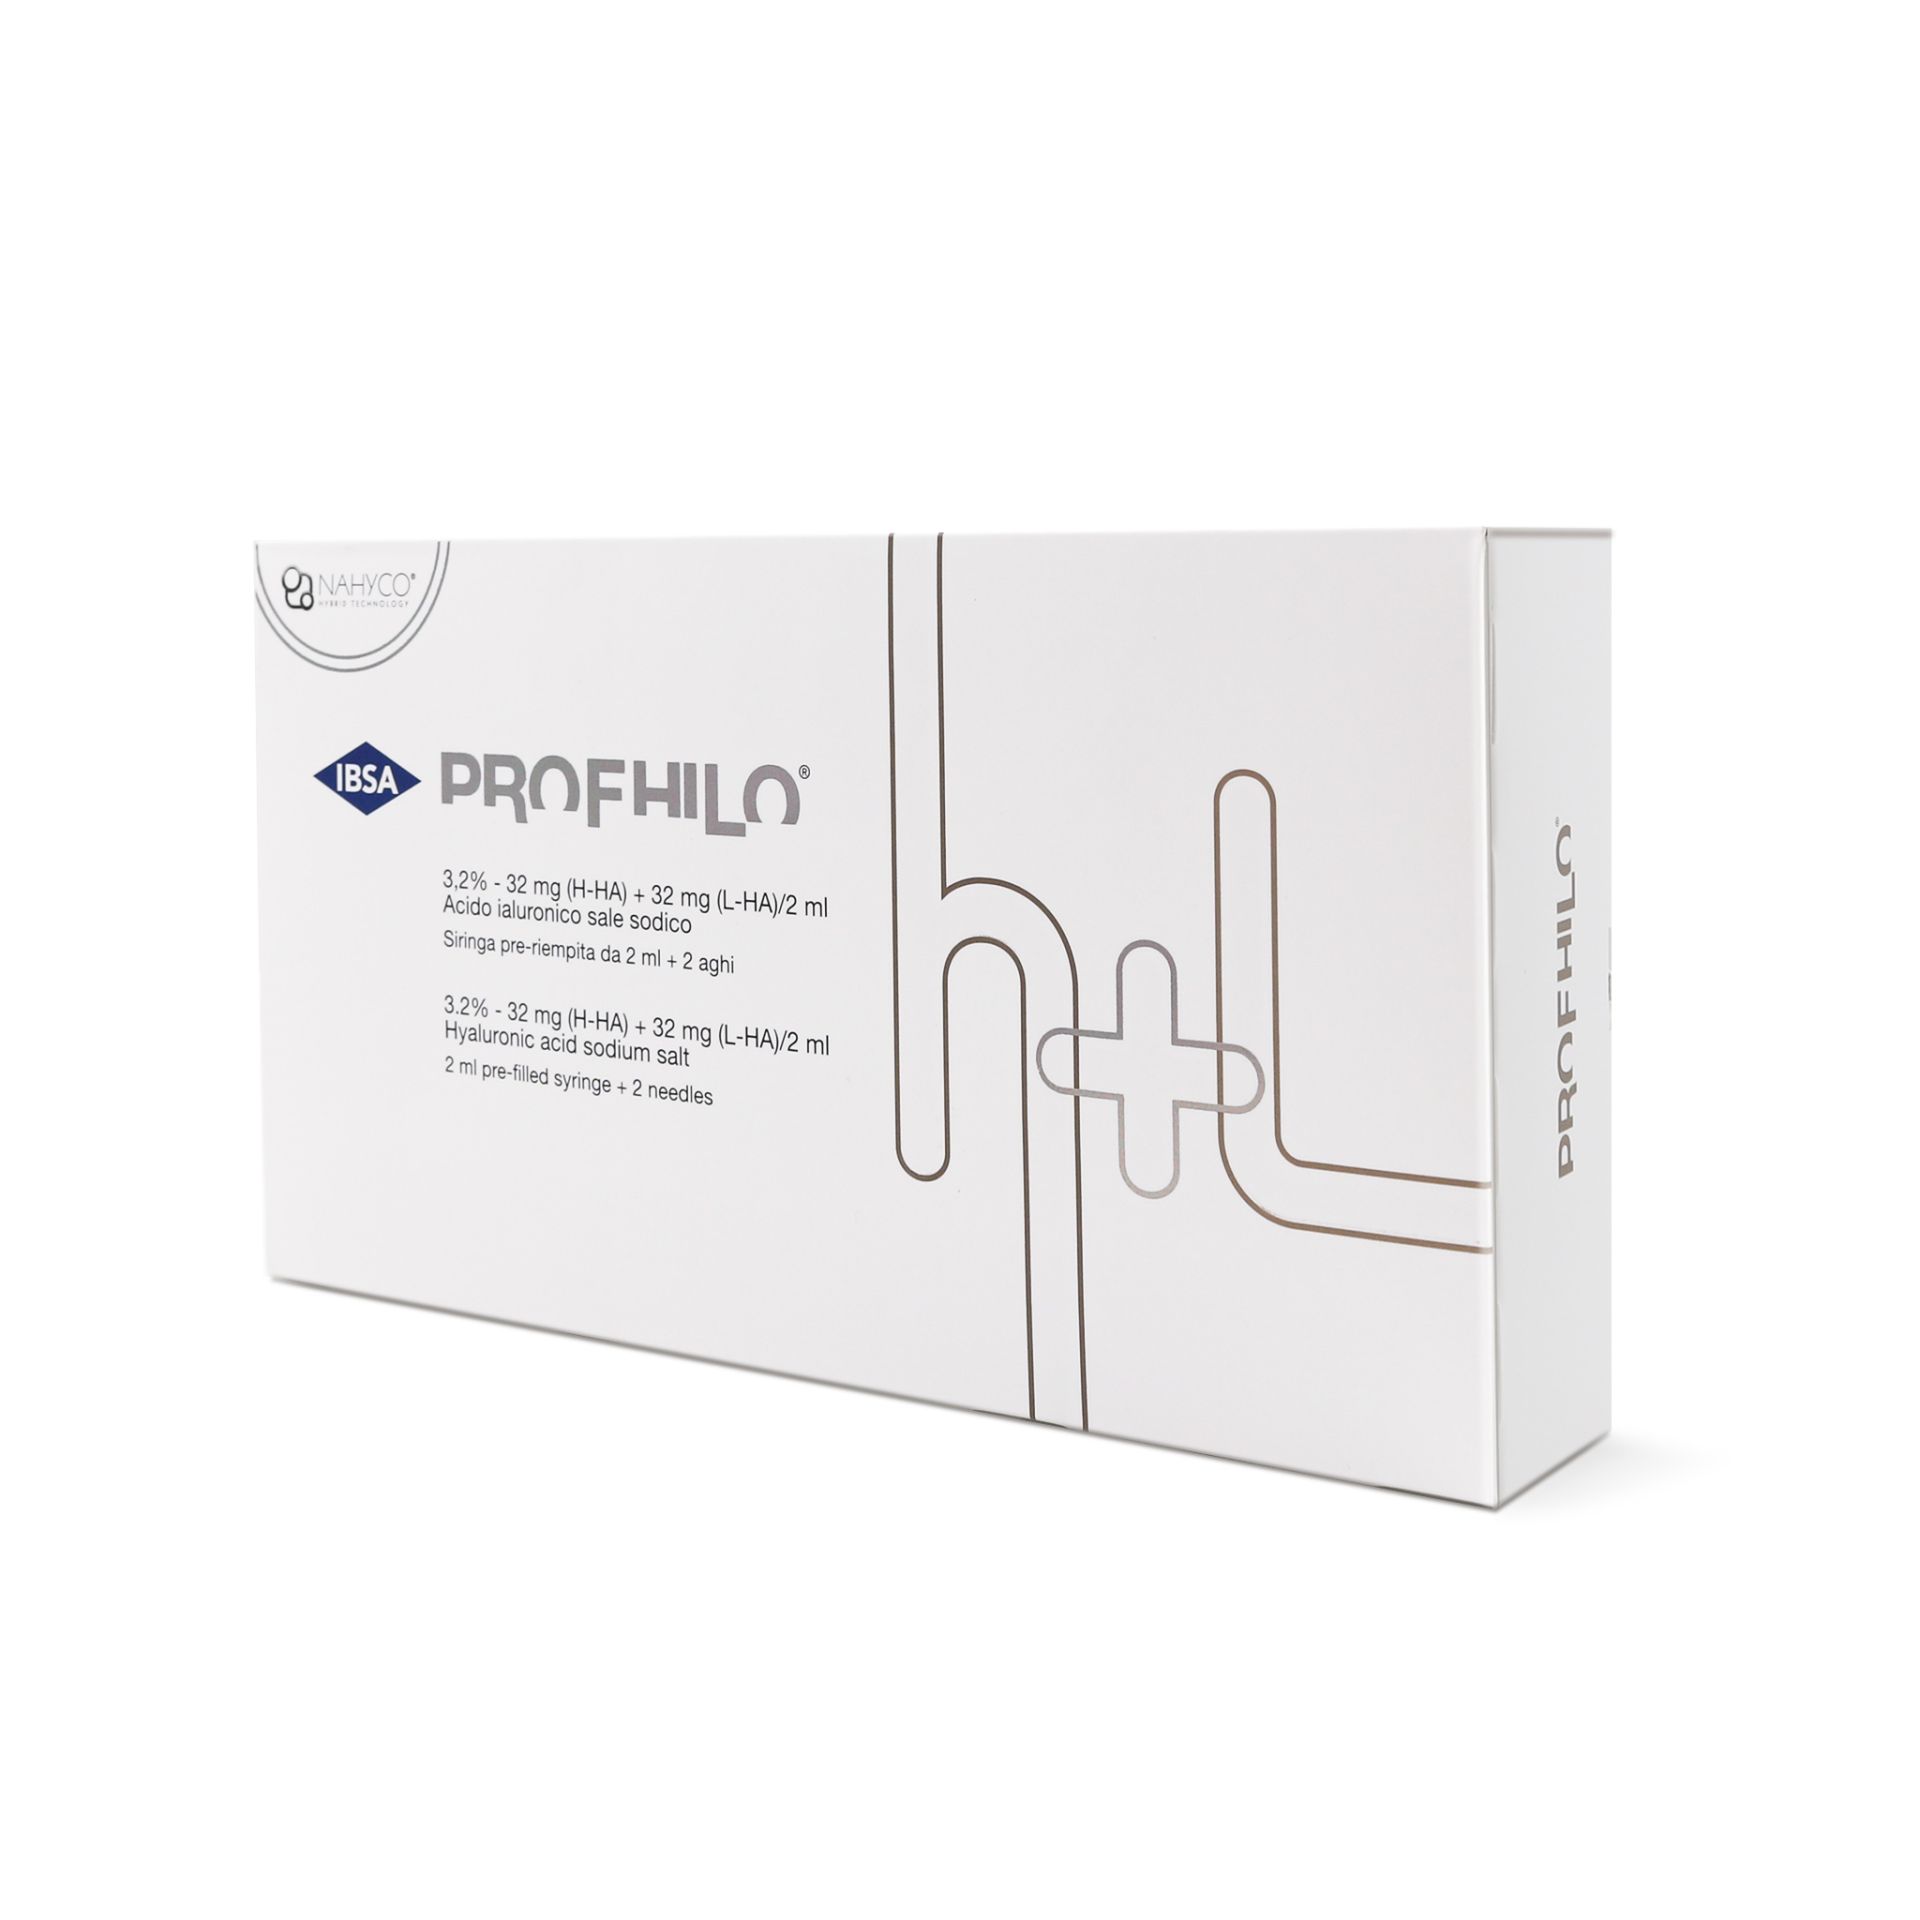 NAHYCO®
HYBRID TECHNOLOGY
IBSA PROFHILO®
3,2% - 32 mg (H-HA) + 32 mg (L-HA)/2 ml
Acido ialuronico sale sodico
Siringa pre-riempita da 2 ml + 2 aghi
3.2% - 32 mg (H-HA) + 32 mg (L-HA)/2 ml
Hyaluronic acid sodium salt
2 ml pre-filled syringe + 2 needles
h+L
PROFHILO®